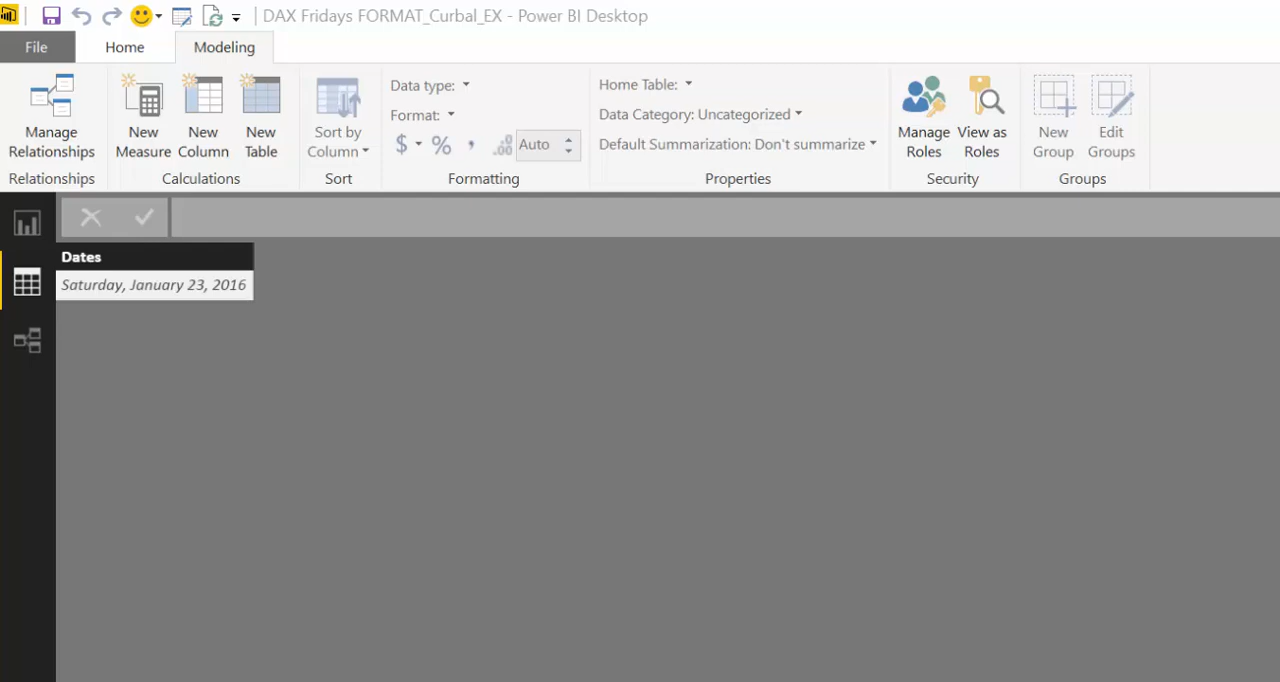 DAX Fridays FORMAT_Curbal_EX - Power BI Desktop
File Home Modeling
Manage Relationships
New Measure
New Column
New Table
Sort by Column
Data type:
Format:
$ % , .00 Auto
Home Table:
Data Category: Uncategorized
Default Summarization: Don't summarize
Manage Roles
View as Roles
New Group
Edit Groups
Relationships Calculations Sort Formatting Properties Security Groups
Dates
Saturday, January 23, 2016